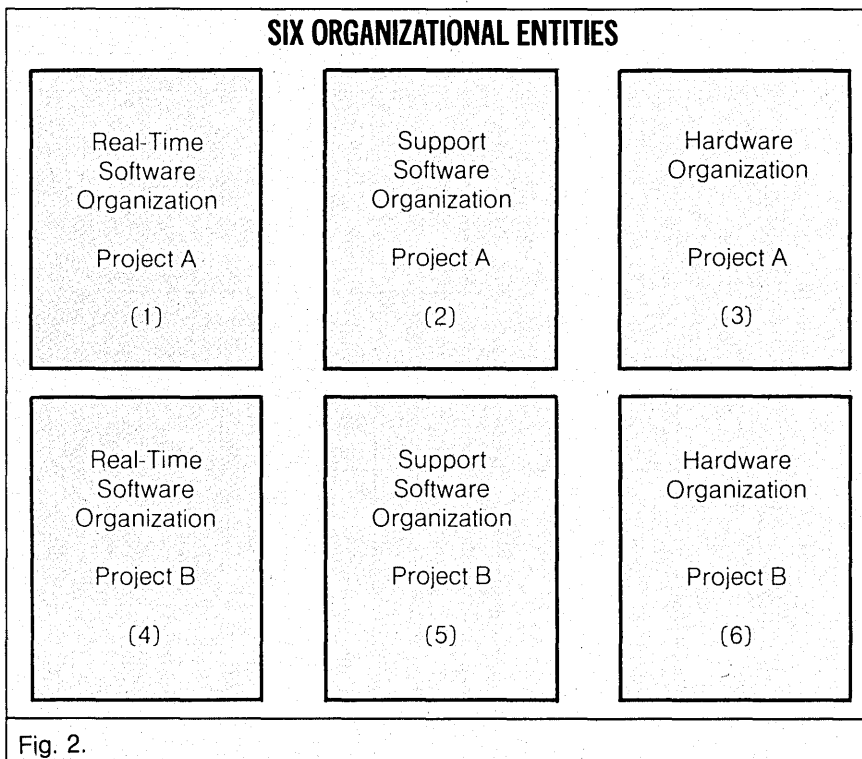 SIX ORGANIZATIONAL ENTITIES
Real-Time
Software
Organization
Project A
(1)
Support
Software
Organization
Project A
(2)
Hardware
Organization
Project A
(3)
Real-Time
Software
Organization
Project B
(4)
Support
Software
Organization
Project B
(5)
Hardware
Organization
Project B
(6)
Fig. 2.